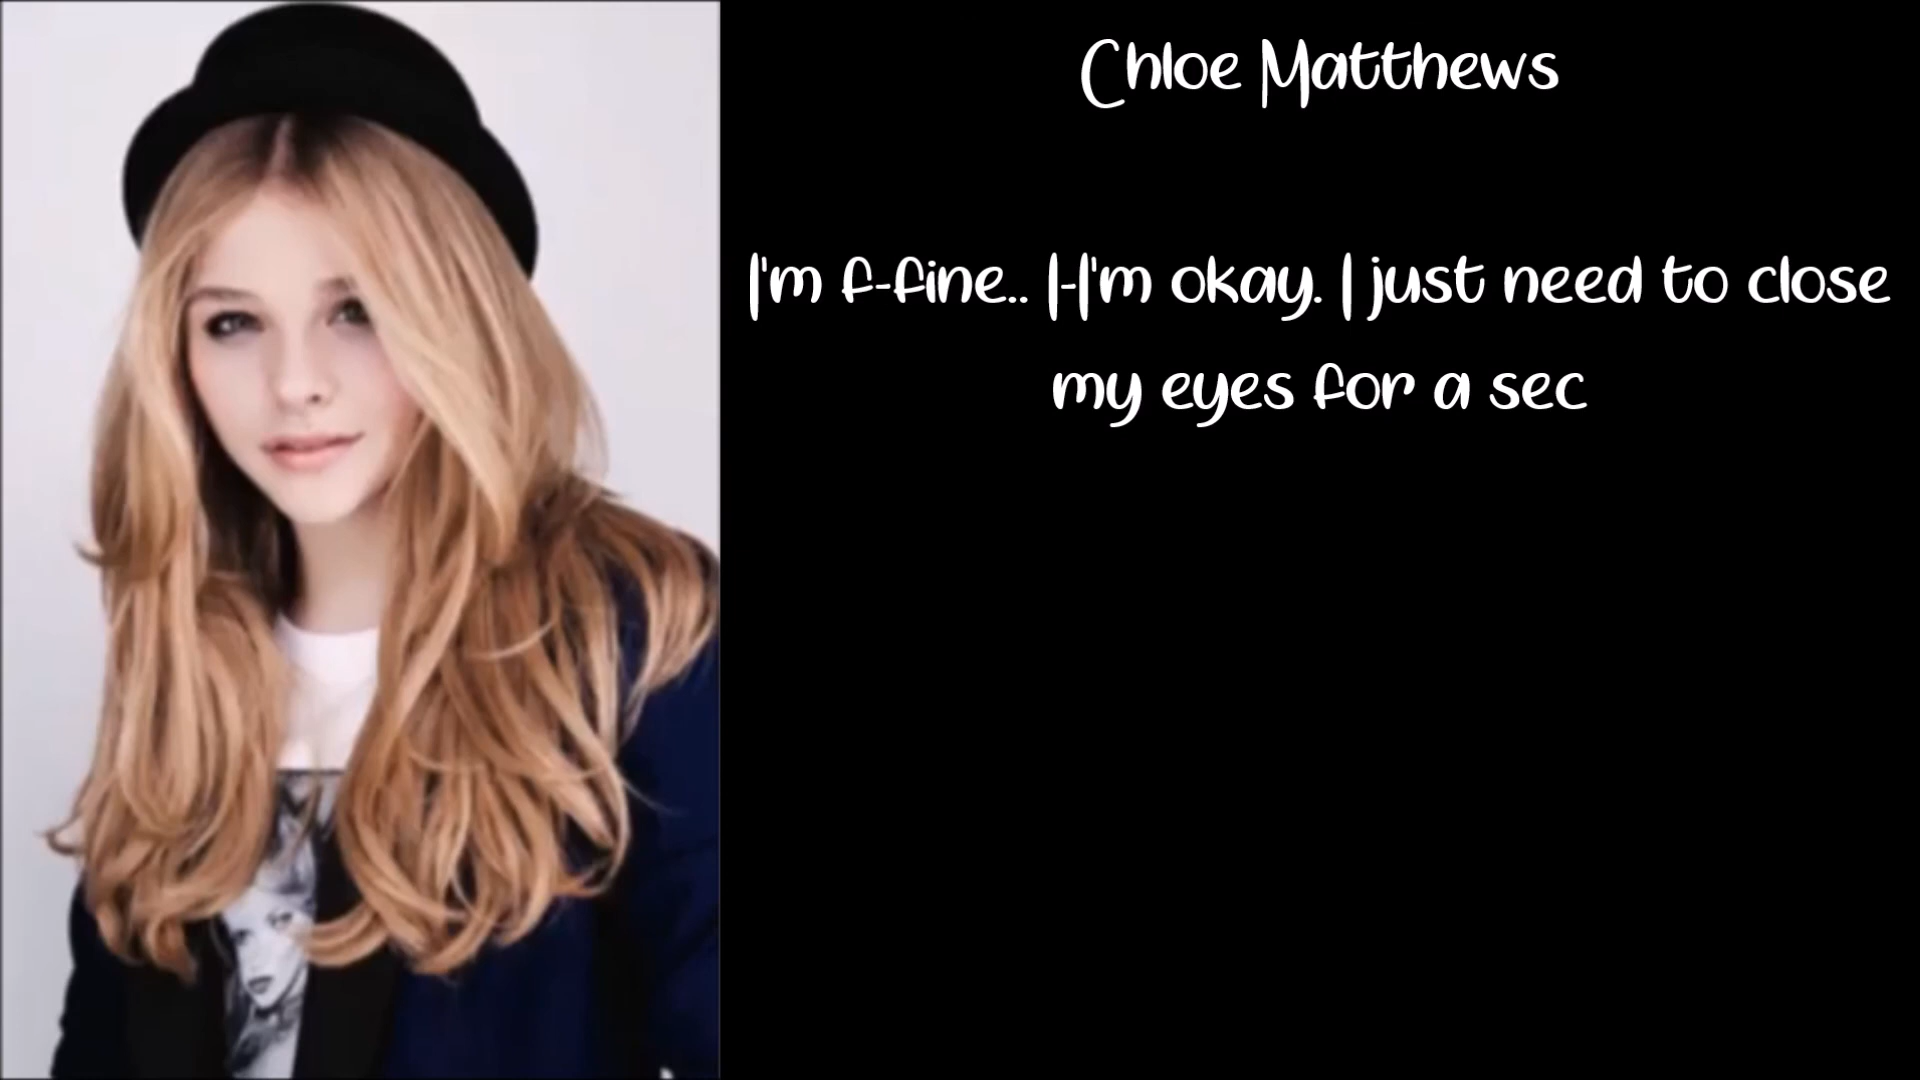 Chloe Matthews
I'm f-fine.. I-I'm okay. I just need to close
my eyes for a sec